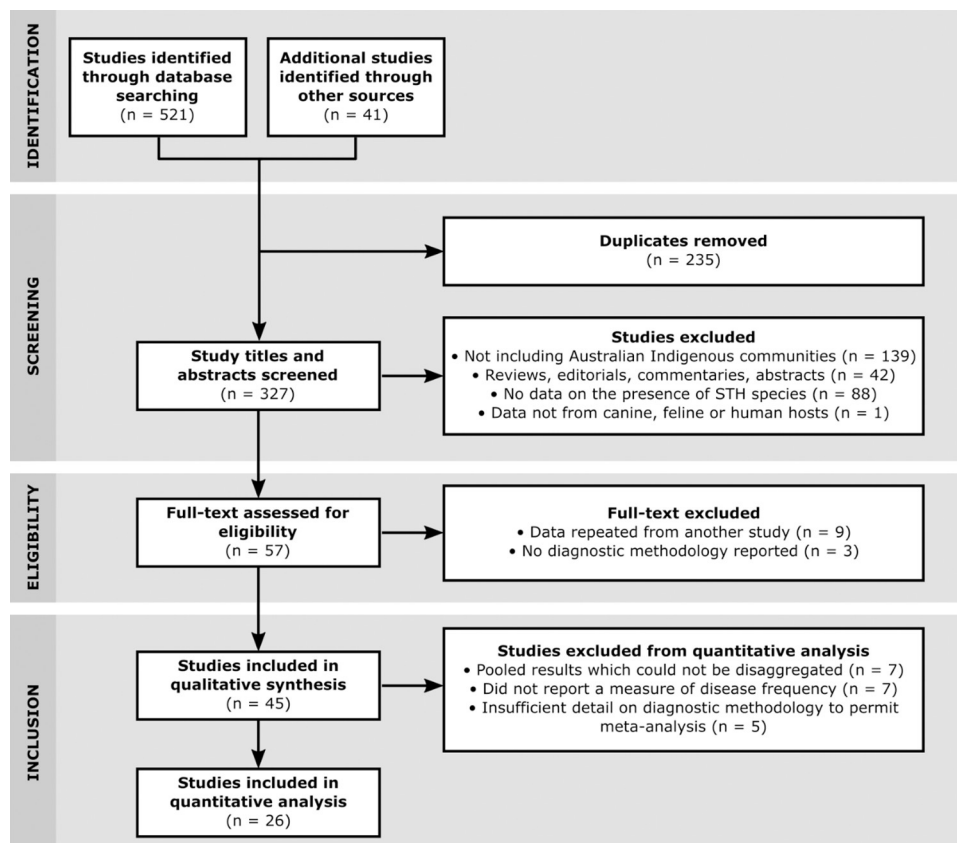 IDENTIFICATION
Studies identified
through database
searching
(n = 521)
Additional studies
identified through
other sources
(n = 41)
SCREENING
Duplicates removed
(n = 235)
Study titles and
abstracts screened
(n = 327)
Studies excluded
• Not including Australian Indigenous communities (n = 139)
• Reviews, editorials, commentaries, abstracts (n = 42)
• No data on the presence of STH species (n = 88)
• Data not from canine, feline or human hosts (n = 1)
ELIGIBILITY
Full-text assessed for
eligibility
(n = 57)
Full-text excluded
• Data repeated from another study (n = 9)
• No diagnostic methodology reported (n = 3)
INCLUSION
Studies included in
qualitative synthesis
(n = 45)
Studies excluded from quantitative analysis
• Pooled results which could not be disaggregated (n = 7)
• Did not report a measure of disease frequency (n = 7)
• Insufficient detail on diagnostic methodology to permit
meta-analysis (n = 5)
Studies included in
quantitative analysis
(n = 26)